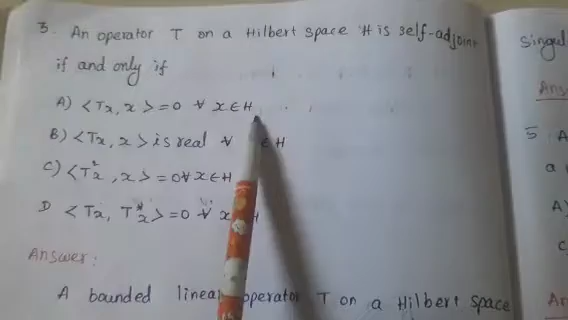 3. An operator T on a Hilbert space H is self-adjoint
if and only if
A) <Tx, x> = 0 ∀ x∈H
B) <Tx, x> is real ∀ ∈H
C) <T²x, x> = 0 ∀ x∈H
D <Tx, T*x> = 0 ∀ x H
Answer:
A bounded linear operator T on a Hilbert space
Singul
Ans
5. A
a
A)
C
An